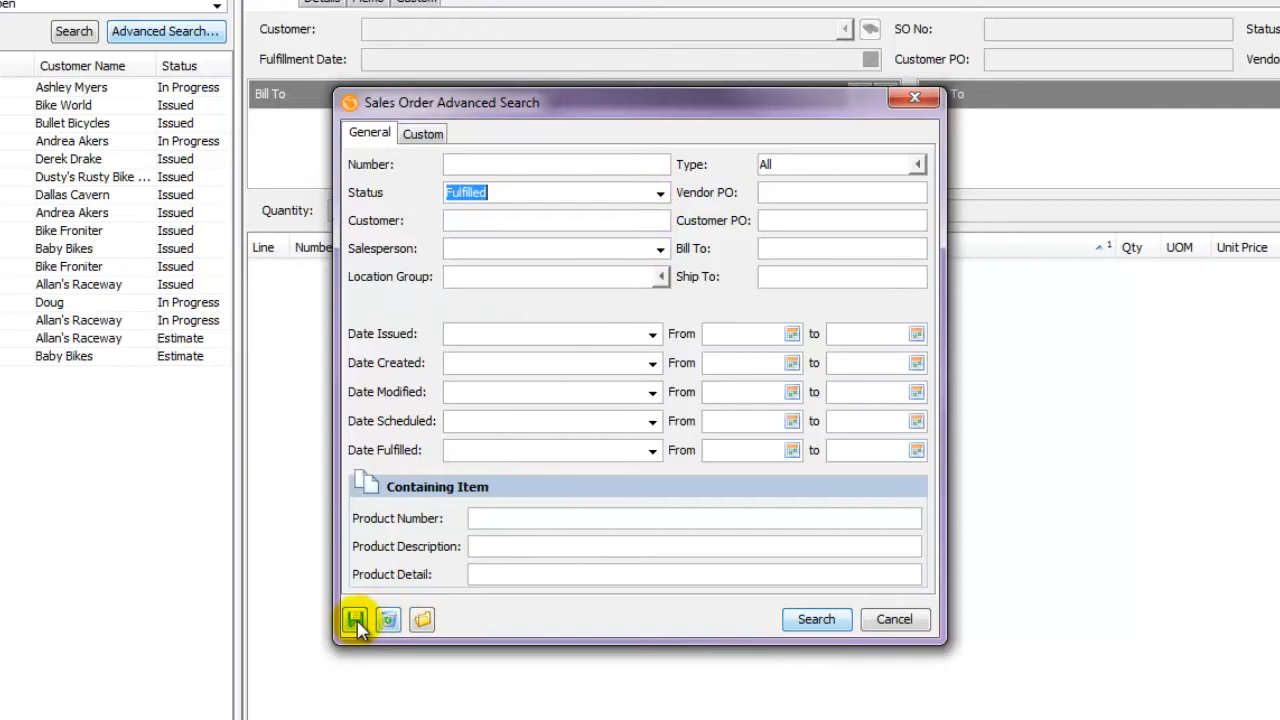 Details Memo Custom
Search Advanced Search...
Customer: SO No: Status
Fulfillment Date: Customer PO: Vendor
Customer Name Status
Ashley Myers In Progress
Bike World Issued
Bullet Bicycles Issued
Andrea Akers In Progress
Derek Drake Issued
Dusty's Rusty Bike ... Issued
Dallas Cavern Issued
Andrea Akers Issued
Bike Froniter Issued
Baby Bikes Issued
Bike Froniter Issued
Allan's Raceway Issued
Doug In Progress
Allan's Raceway In Progress
Allan's Raceway Estimate
Baby Bikes Estimate
Bill To
To
Quantity:
Line Numbe
1 Qty UOM Unit Price
Sales Order Advanced Search
General Custom
Number: Type: All
Status Fulfilled Vendor PO:
Customer: Customer PO:
Salesperson: Bill To:
Location Group: Ship To:
Date Issued: From to
Date Created: From to
Date Modified: From to
Date Scheduled: From to
Date Fulfilled: From to
Containing Item
Product Number:
Product Description:
Product Detail:
Search Cancel